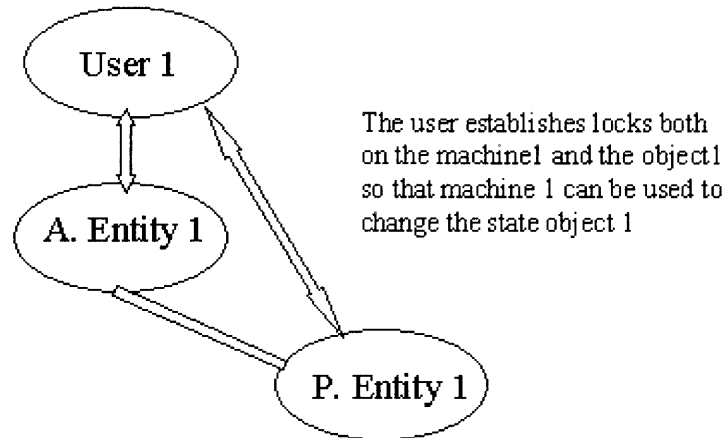 User 1
The user establishes locks both
on the machine1 and the object1
so that machine 1 can be used to
change the state object 1
A. Entity 1
P. Entity 1